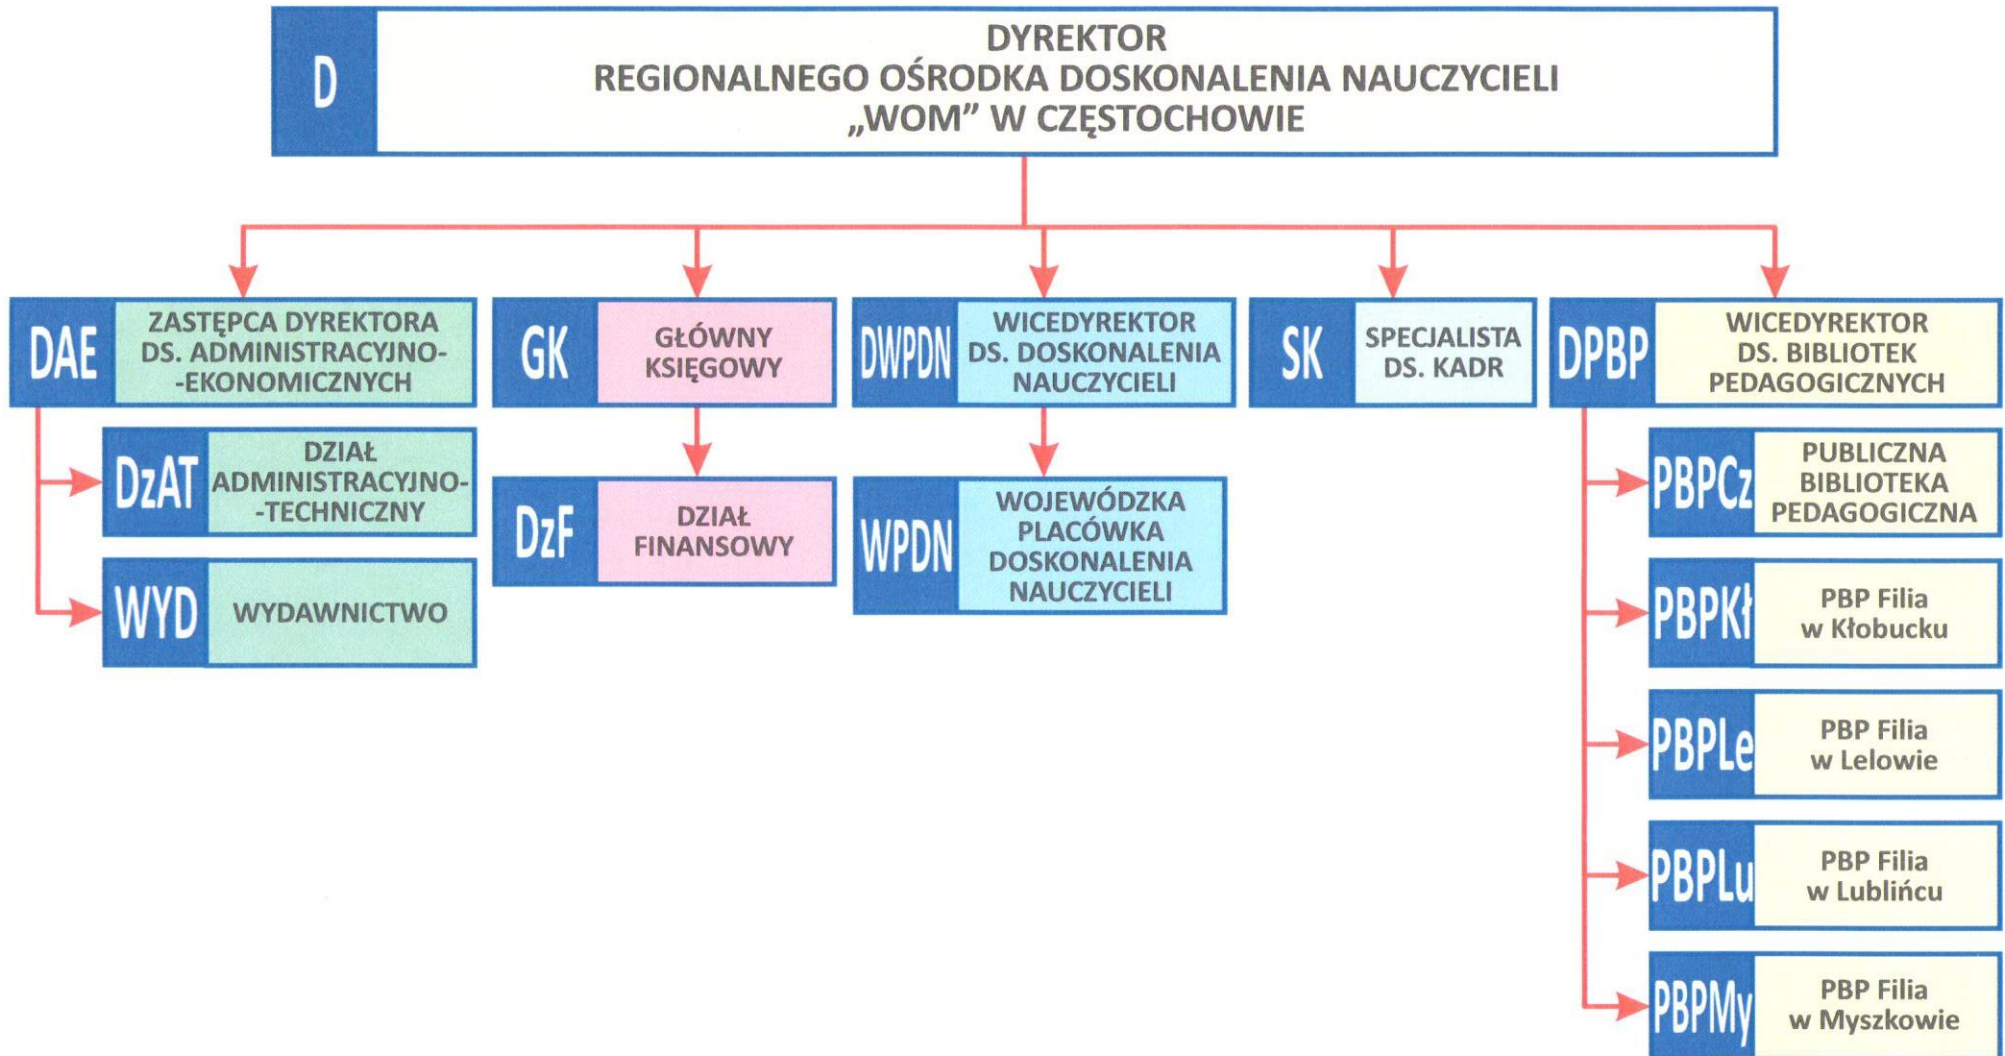 D
DYREKTOR
REGIONALNEGO OŚRODKA DOSKONALENIA NAUCZYCIELI
„WOM” W CZĘSTOCHOWIE
DAE
ZASTĘPCA DYREKTORA
DS. ADMINISTRACYJNO-
-EKONOMICZNYCH
GK
GŁÓWNY
KSIĘGOWY
DWPDN
WICEDYREKTOR
DS. DOSKONALENIA
NAUCZYCIELI
SK
SPECJALISTA
DS. KADR
DPBP
WICEDYREKTOR
DS. BIBLIOTEK
PEDAGOGICZNYCH
DzAT
DZIAŁ
ADMINISTRACYJNO-
-TECHNICZNY
WYD
WYDAWNICTWO
DzF
DZIAŁ
FINANSOWY
WPDN
WOJEWÓDZKA
PLACÓWKA
DOSKONALENIA
NAUCZYCIELI
PBPCz
PUBLICZNA
BIBLIOTEKA
PEDAGOGICZNA
PBPKł
PBP Filia
w Kłobucku
PBPLe
PBP Filia
w Lelowie
PBPLu
PBP Filia
w Lublińcu
PBPMy
PBP Filia
w Myszkowie